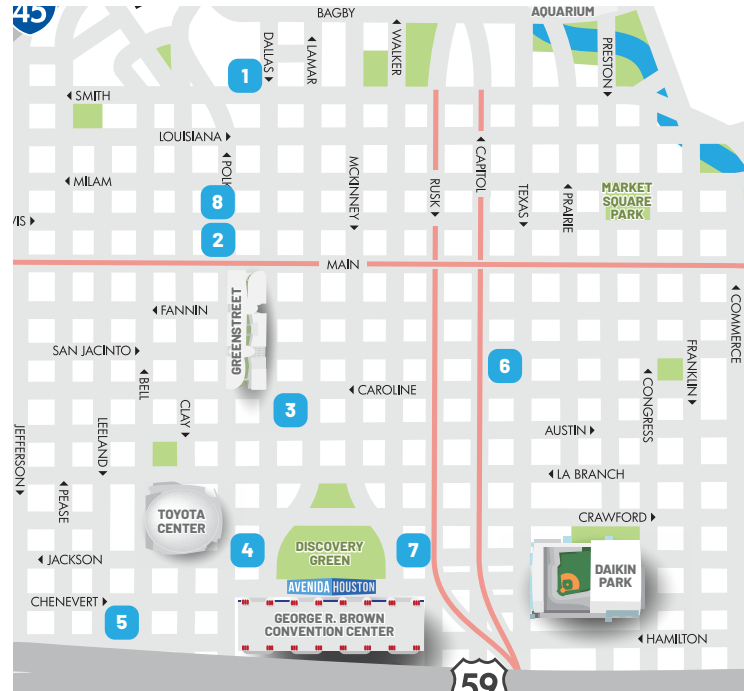 45
BAGBY
AQUARIUM
DALLAS
LAMAR
WALKER
PRESTON
1
SMITH
LOUISIANA
MILAM
POLK
MCKINNEY
RUSK
CAPITOL
TEXAS
PRAIRIE
MARKET
SQUARE
PARK
8
VIS
2
MAIN
FANNIN
GREENSTREET
COMMERCE
SAN JACINTO
BELL
6
FRANKLIN
CONGRESS
CAROLINE
3
CLAY
AUSTIN
JEFFERSON
LEELAND
PEASE
LA BRANCH
TOYOTA
CENTER
CRAWFORD
4
DISCOVERY
GREEN
7
JACKSON
DAIKIN
PARK
AVENIDA HOUSTON
CHENEVERT
5
GEORGE R. BROWN
CONVENTION CENTER
HAMILTON
59